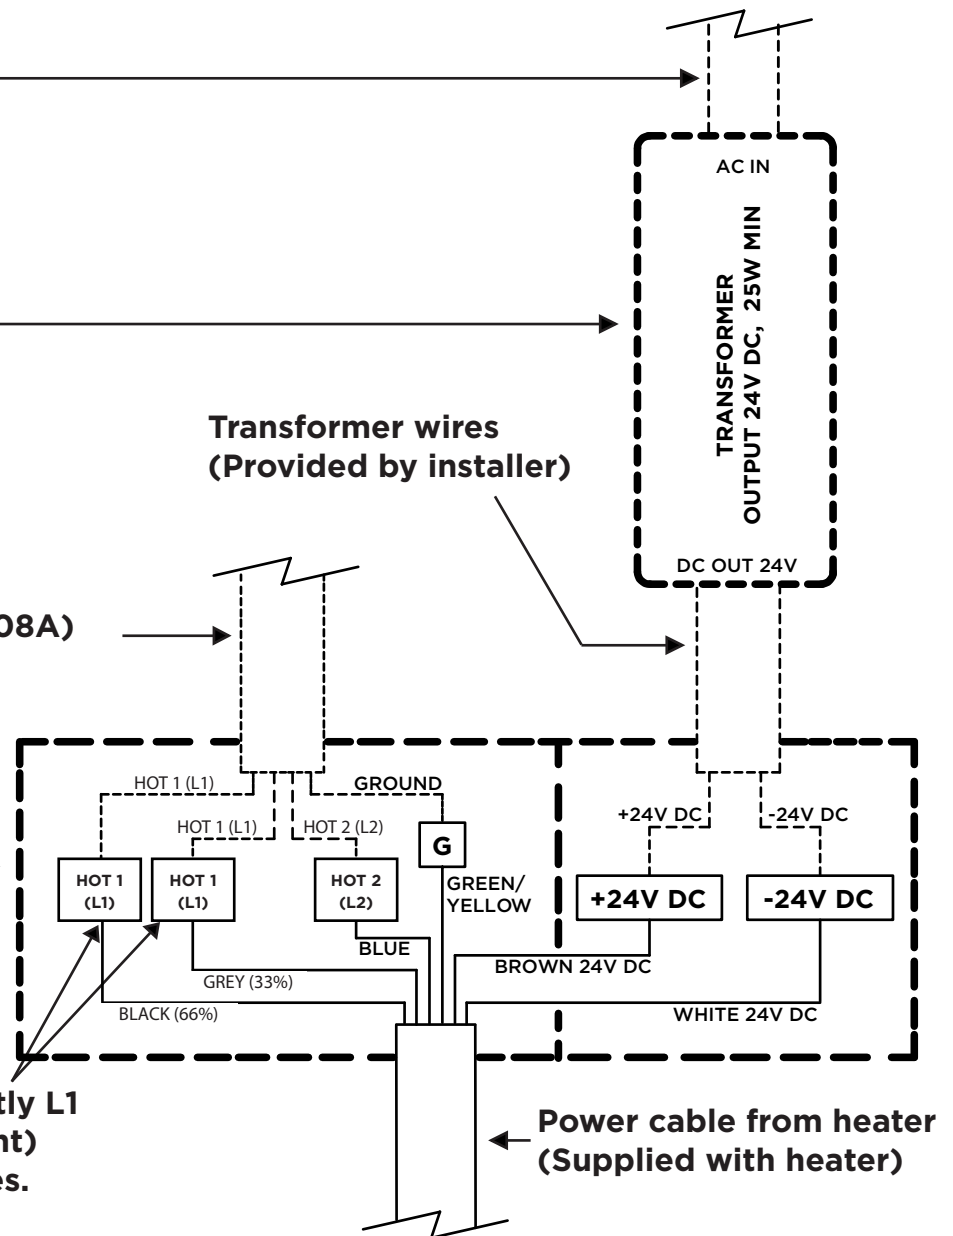 AC IN
TRANSFORMER
OUTPUT 24V DC, 25W MIN
Transformer wires
(Provided by installer)
DC OUT 24V
08A)
HOT 1 (L1)
GROUND
+24V DC
-24V DC
HOT 1 (L1)
HOT 2 (L2)
G
HOT 1
(L1)
HOT 1
(L1)
HOT 2
(L2)
GREEN/
YELLOW
+24V DC
-24V DC
BLUE
BROWN 24V DC
GREY (33%)
BLACK (66%)
WHITE 24V DC
tly L1
nt)
es.
Power cable from heater
(Supplied with heater)